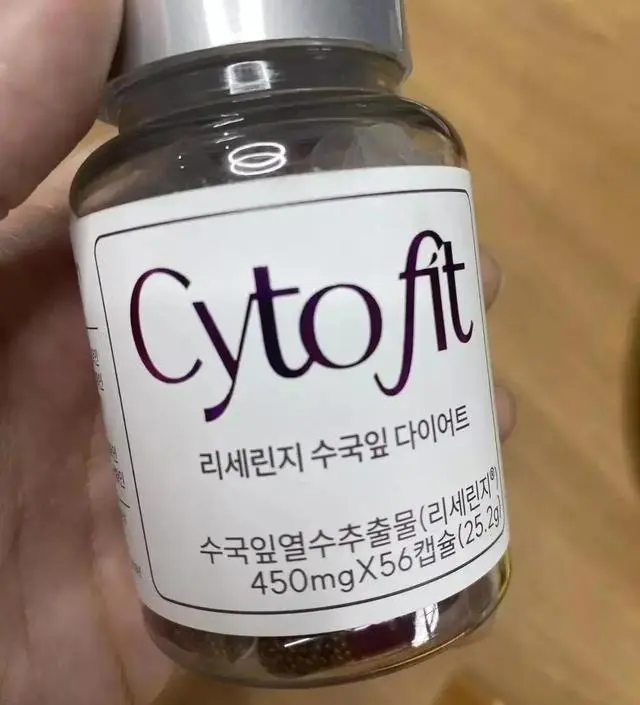 Cytofit
리세린지 수국잎 다이어트
수국잎열수추출물(리세린지®)
450mgX56캡슐(25.2g)